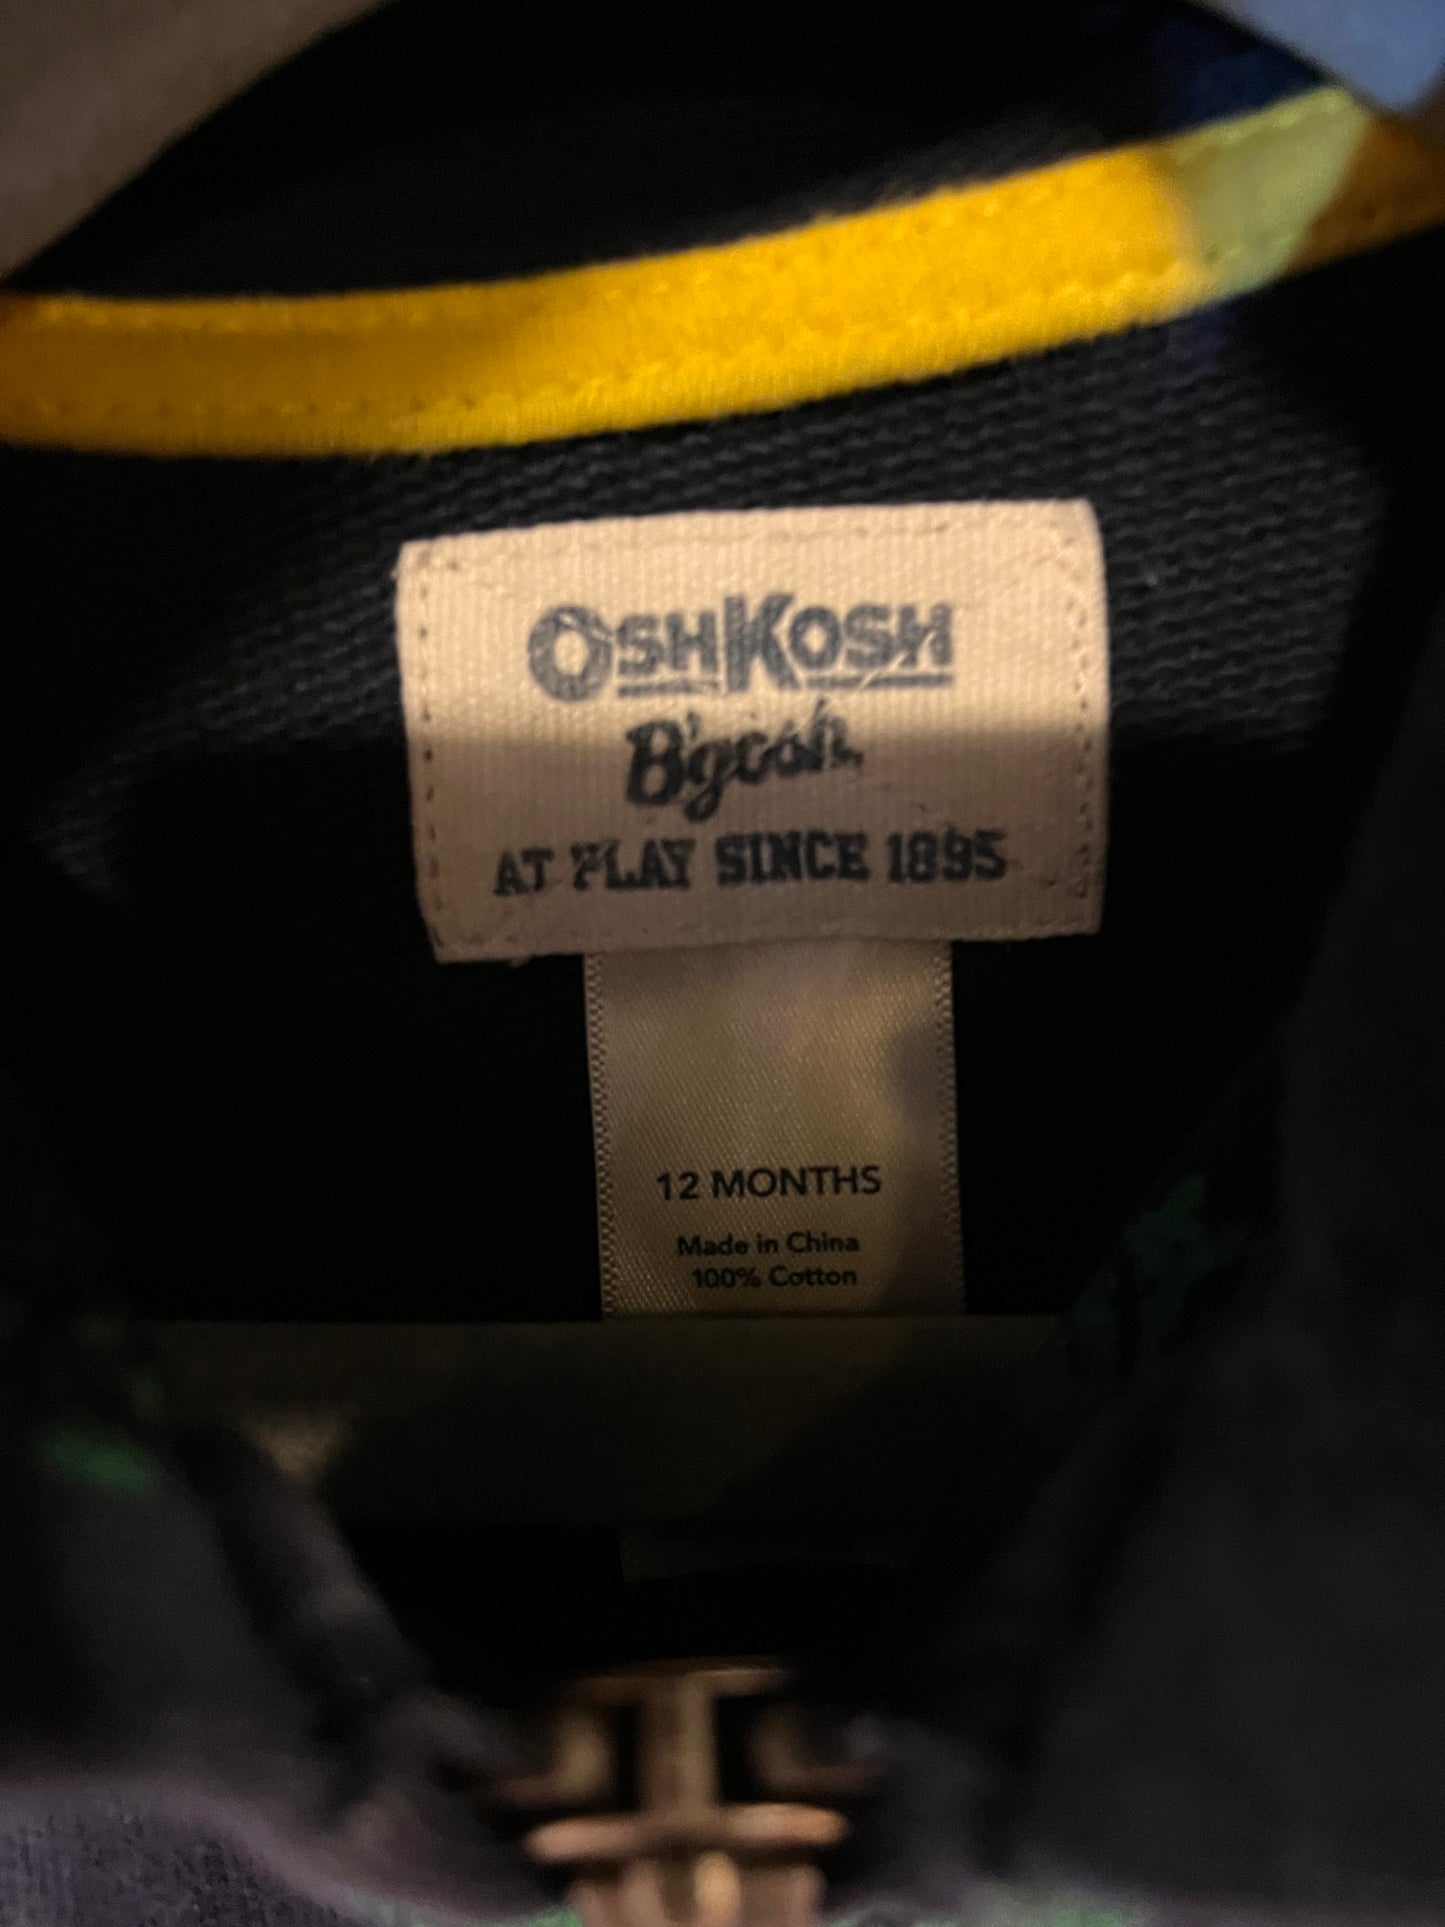 OSHKOSH
B'gosh
AT PLAY SINCE 1895
12 MONTHS
Made in China
100% Cotton